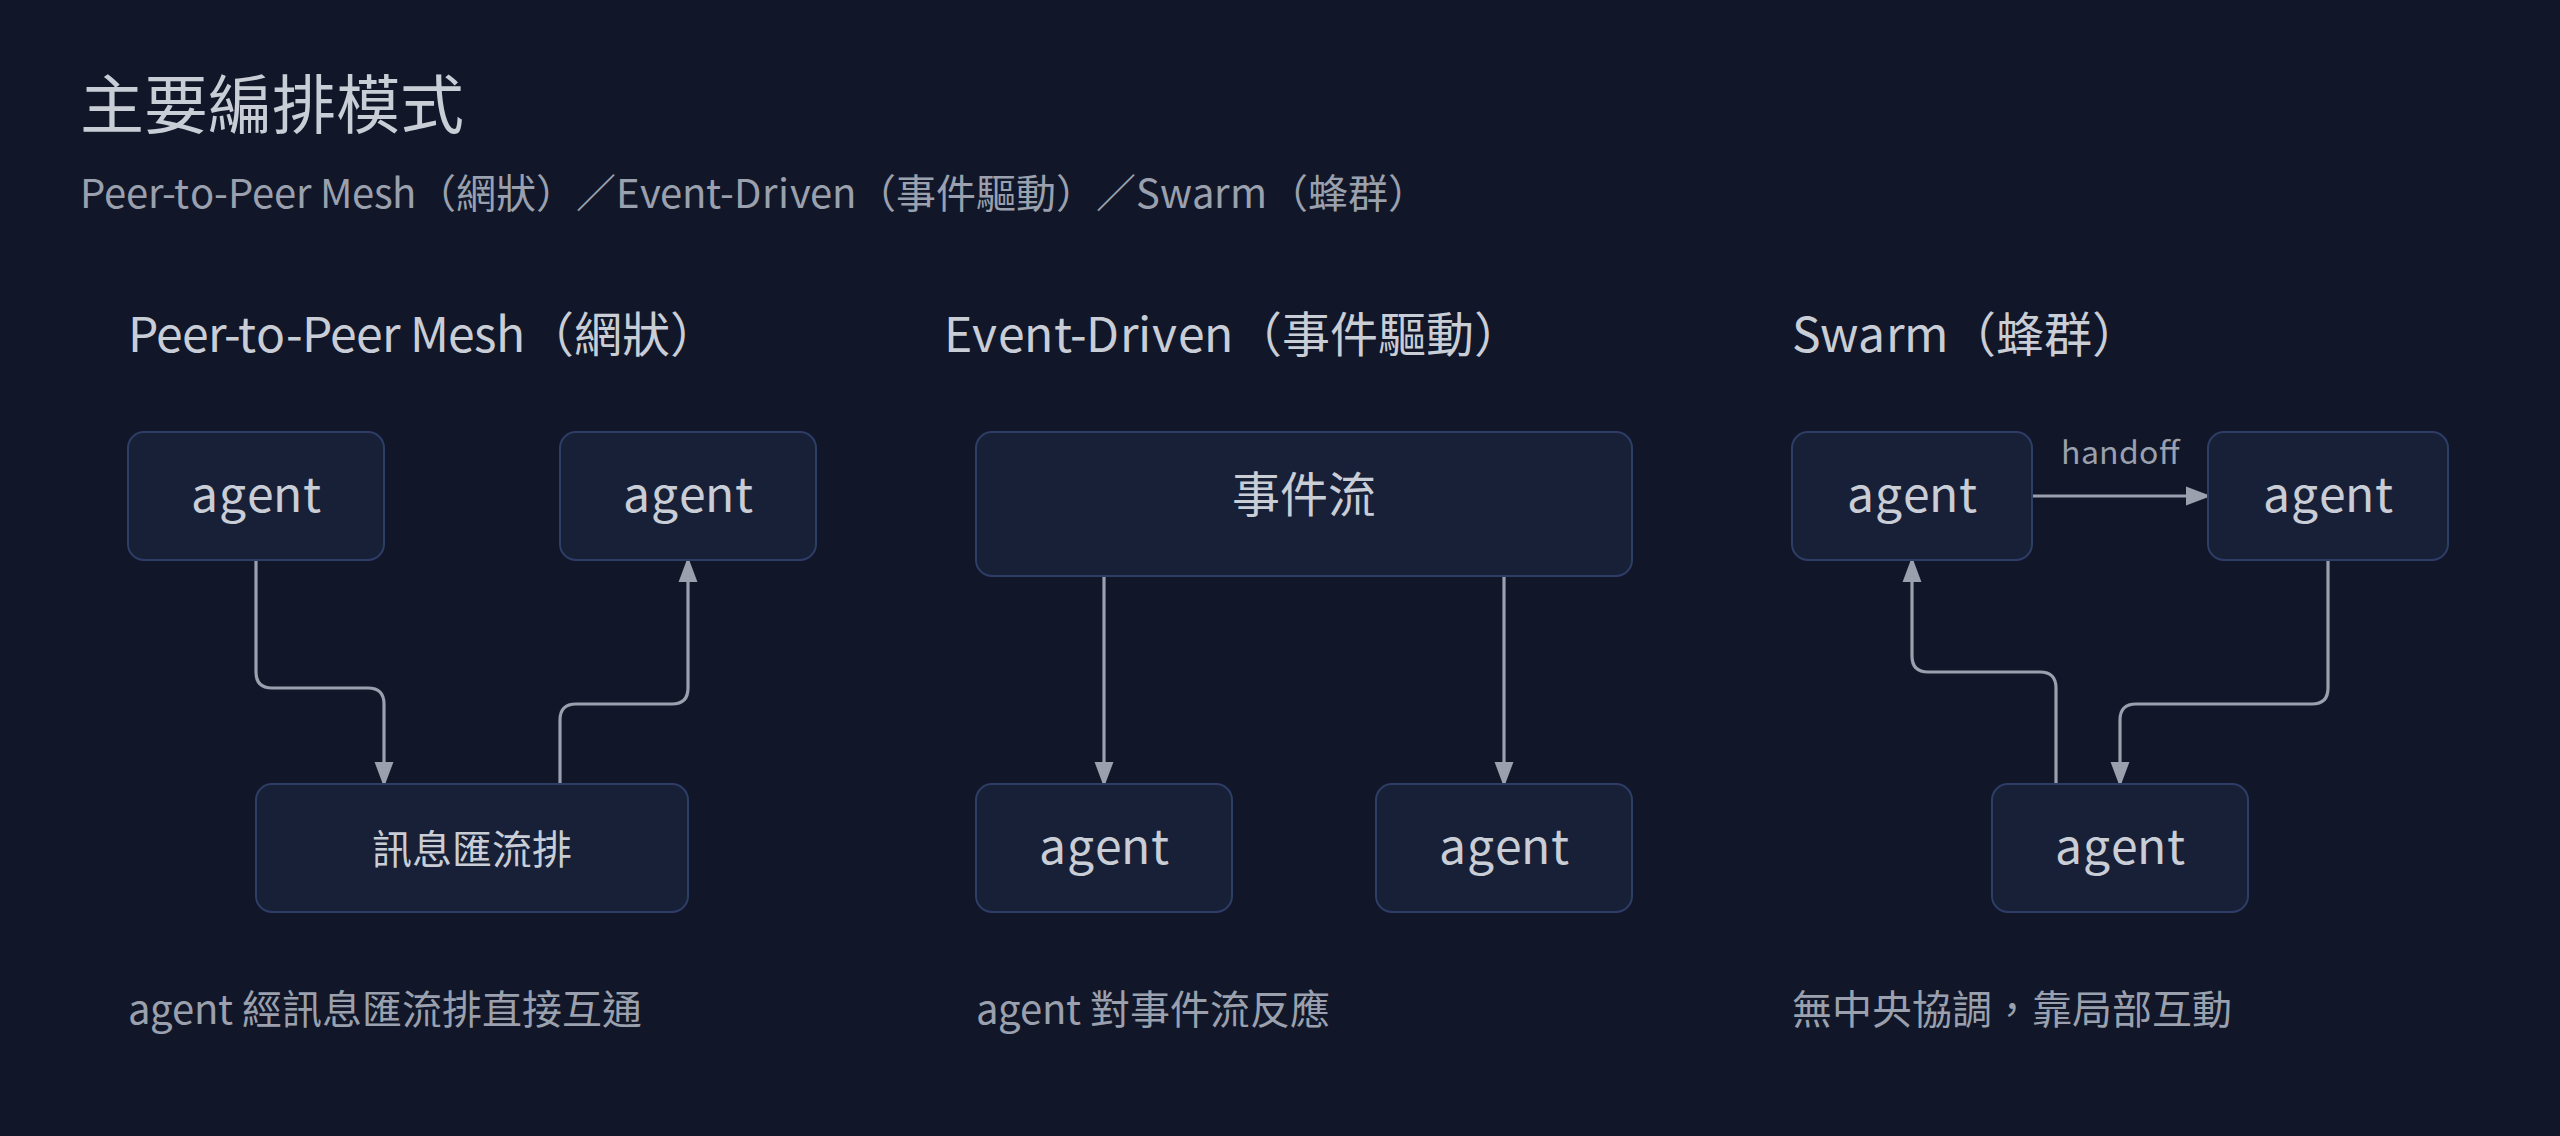 主要編排模式
Peer-to-Peer Mesh（網狀）／Event-Driven（事件驅動）／Swarm（蜂群）
Peer-to-Peer Mesh（網狀）
agent
agent
訊息匯流排
agent 經訊息匯流排直接互通
Event-Driven（事件驅動）
事件流
agent
agent
agent 對事件流反應
Swarm（蜂群）
agent
handoff
agent
agent
無中央協調，靠局部互動